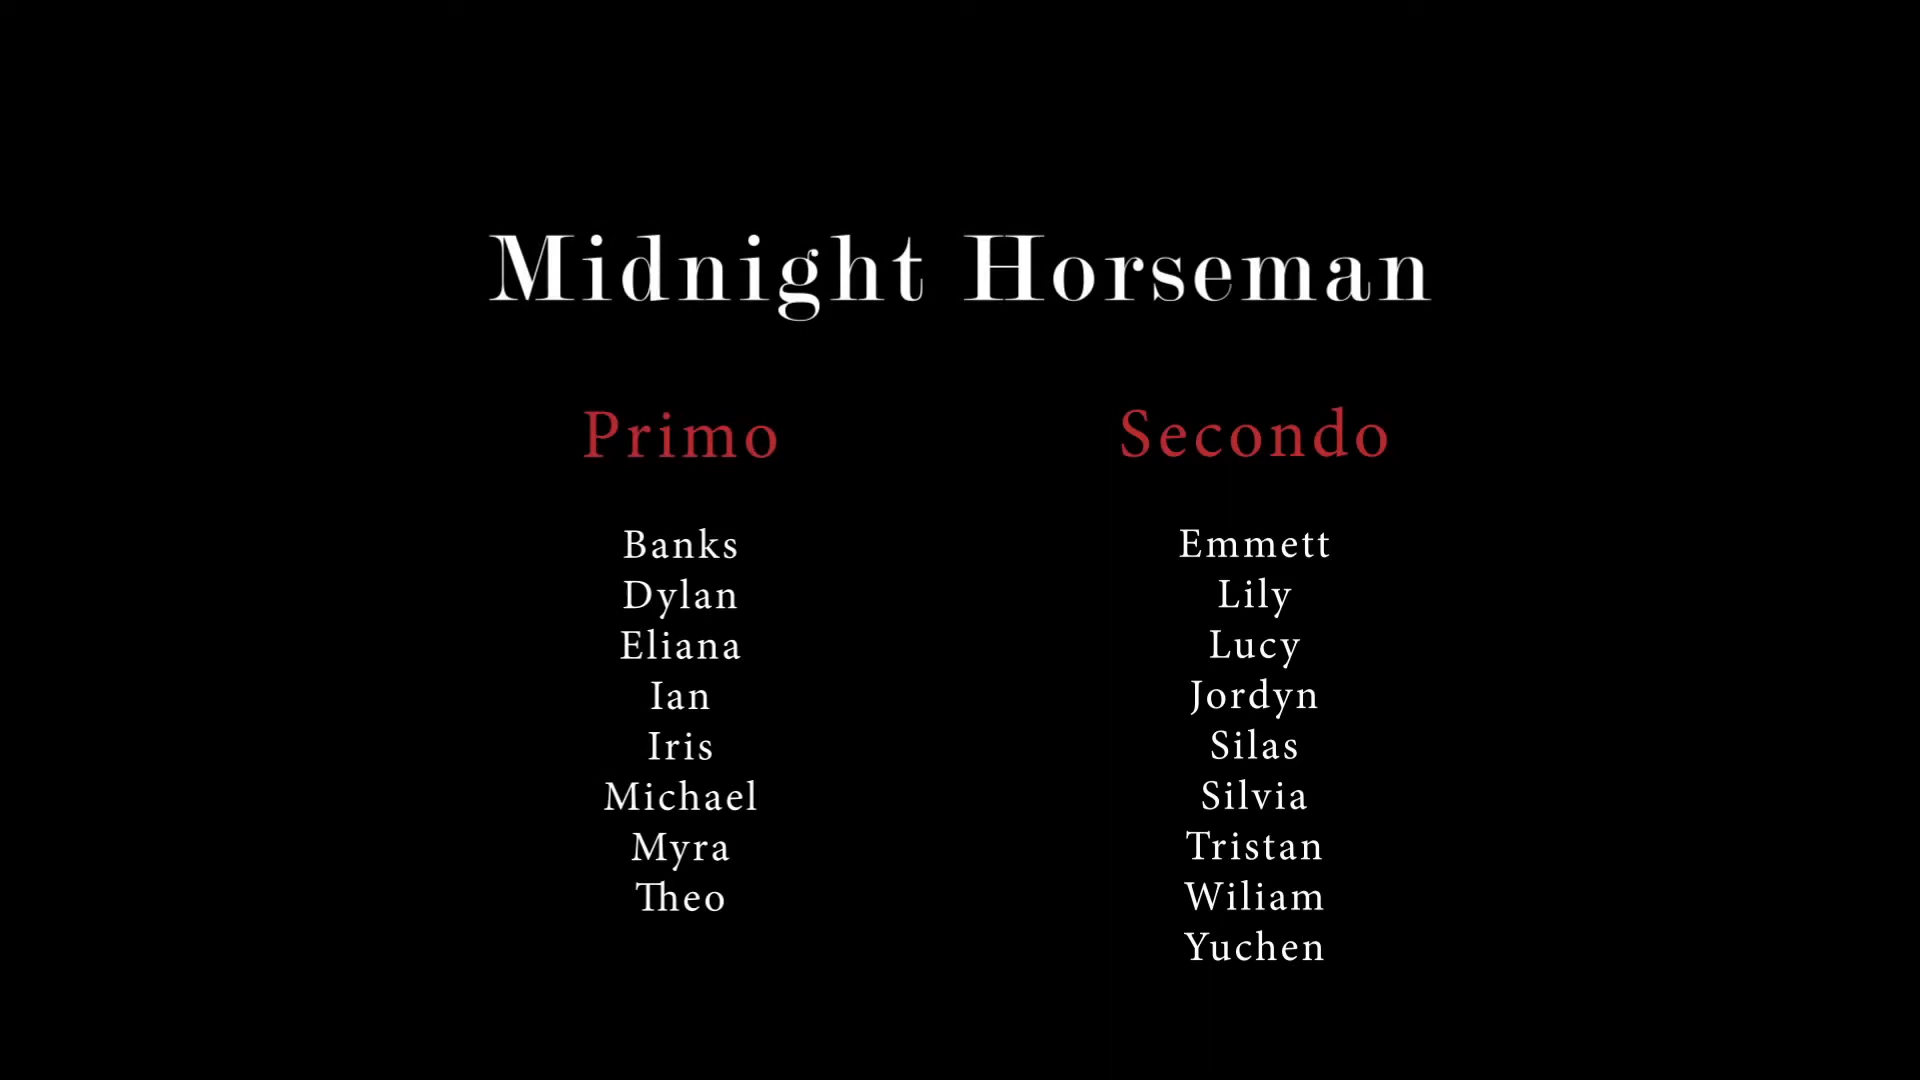 Midnight Horseman
Primo
Banks
Dylan
Eliana
Ian
Iris
Michael
Myra
Theo
Secondo
Emmett
Lily
Lucy
Jordyn
Silas
Silvia
Tristan
Wiliam
Yuchen